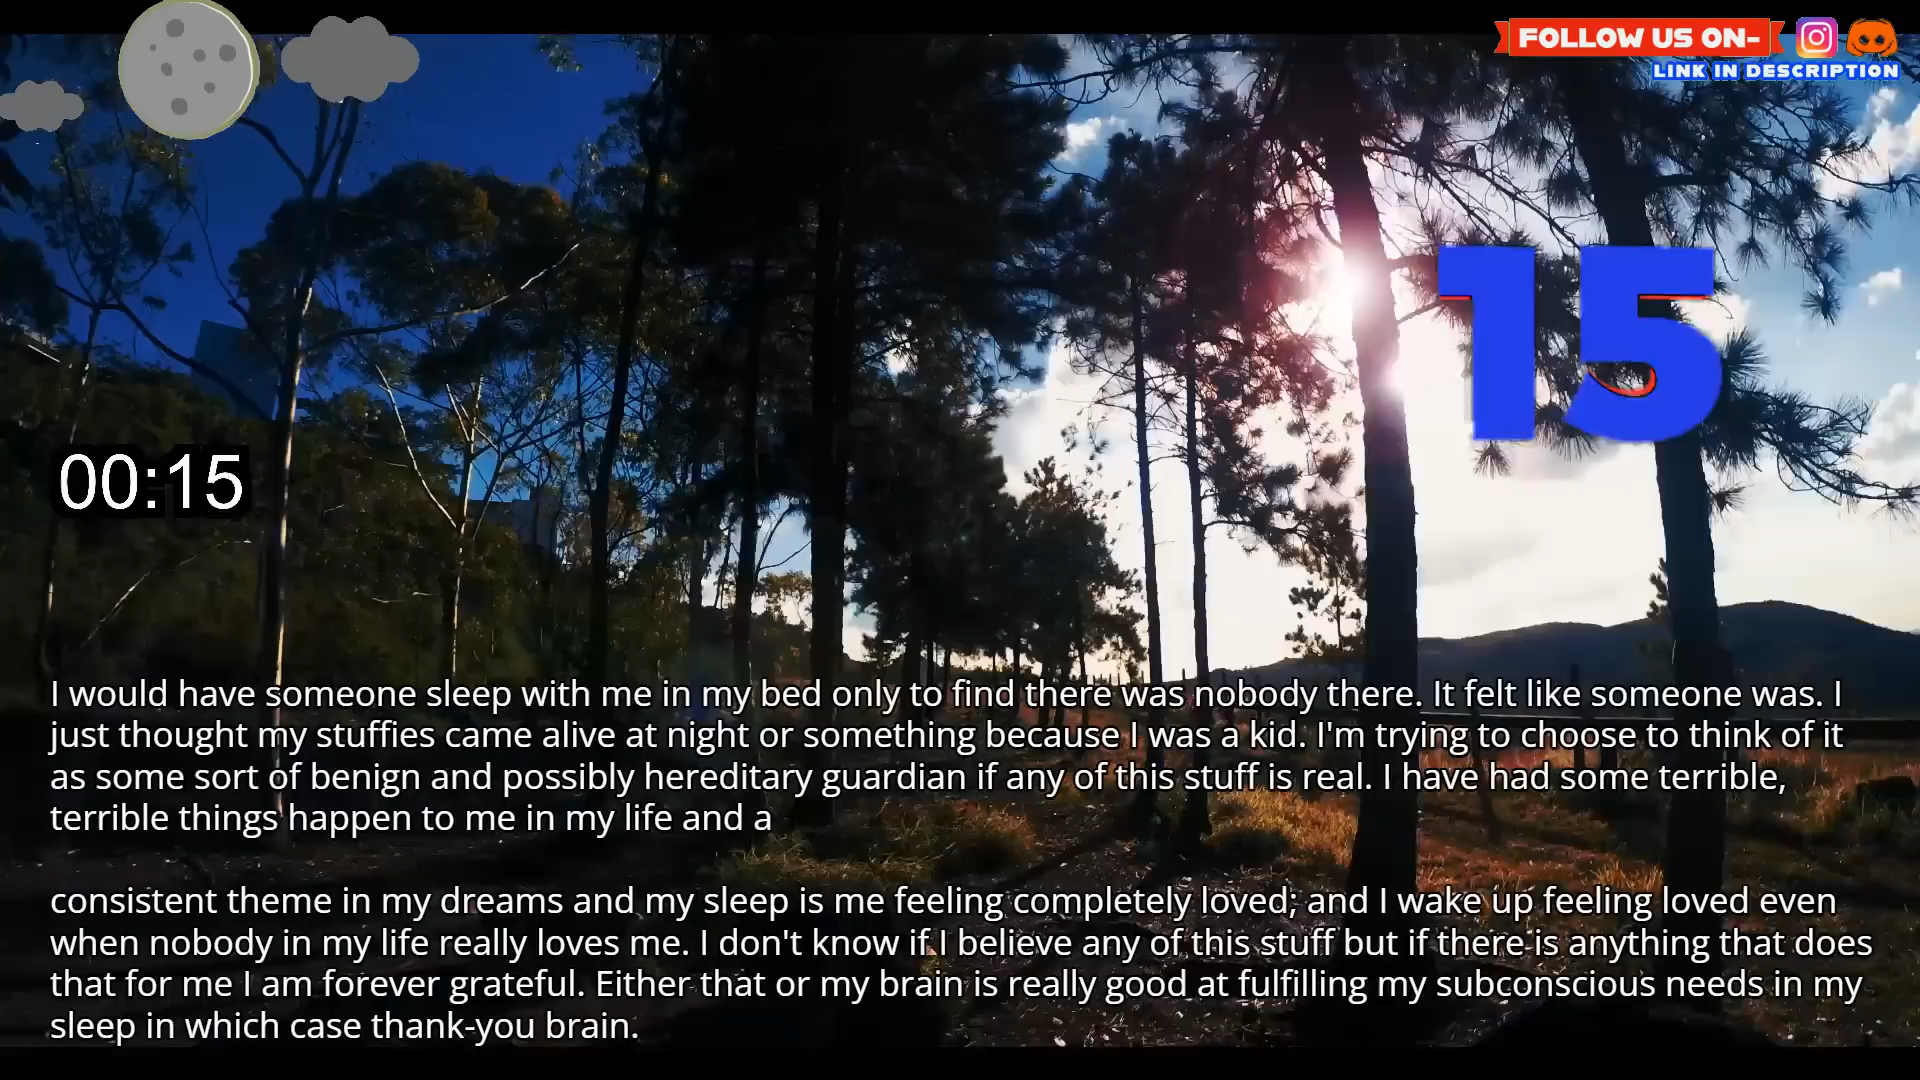 FOLLOW US ON-
LINK IN DESCRIPTION
15
00:15
I would have someone sleep with me in my bed only to find there was nobody there. It felt like someone was. I
just thought my stuffies came alive at night or something because I was a kid. I'm trying to choose to think of it
as some sort of benign and possibly hereditary guardian if any of this stuff is real. I have had some terrible,
terrible things happen to me in my life and a
consistent theme in my dreams and my sleep is me feeling completely loved; and I wake up feeling loved even
when nobody in my life really loves me. I don't know if I believe any of this stuff but if there is anything that does
that for me I am forever grateful. Either that or my brain is really good at fulfilling my subconscious needs in my
sleep in which case thank-you brain.